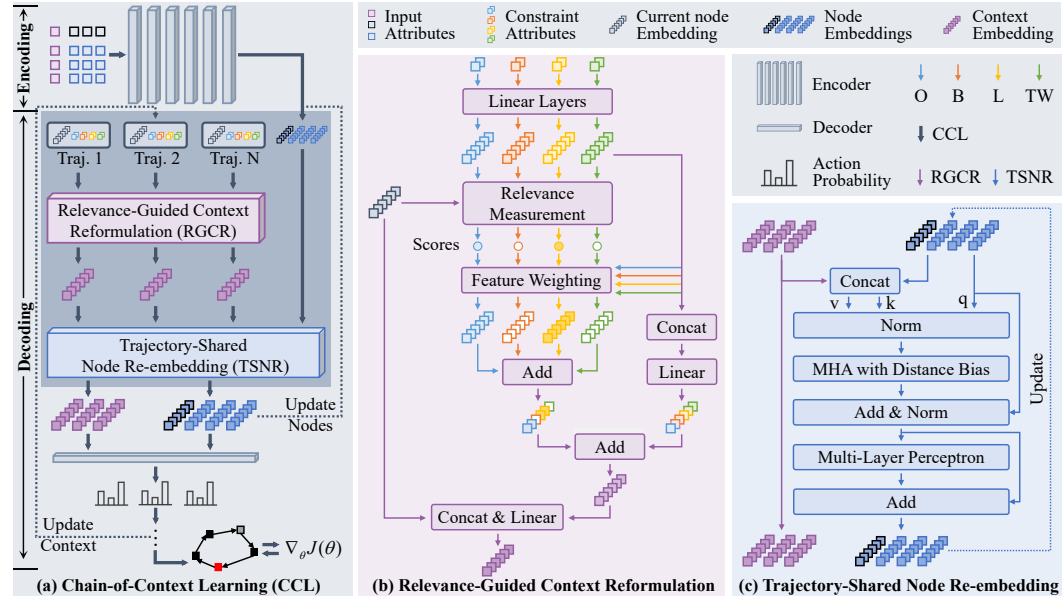 Input
Attributes
Constraint
Attributes
Current node
Embedding
Node
Embeddings
Context
Embedding
Encoding
Decoding
Traj. 1
Traj. 2
Traj. N
Relevance-Guided Context
Reformulation (RGCR)
Trajectory-Shared
Node Re-embedding (TSNR)
Update
Nodes
Update
Context
∇θJ(θ)
(a) Chain-of-Context Learning (CCL)
Linear Layers
Relevance
Measurement
Scores
Feature Weighting
Concat
Add
Linear
Add
Concat & Linear
(b) Relevance-Guided Context Reformulation
Encoder
O
B
L
TW
Decoder
CCL
Action
Probability
RGCR
TSNR
Concat
v
k
q
Norm
MHA with Distance Bias
Add & Norm
Multi-Layer Perceptron
Add
Update
(c) Trajectory-Shared Node Re-embedding